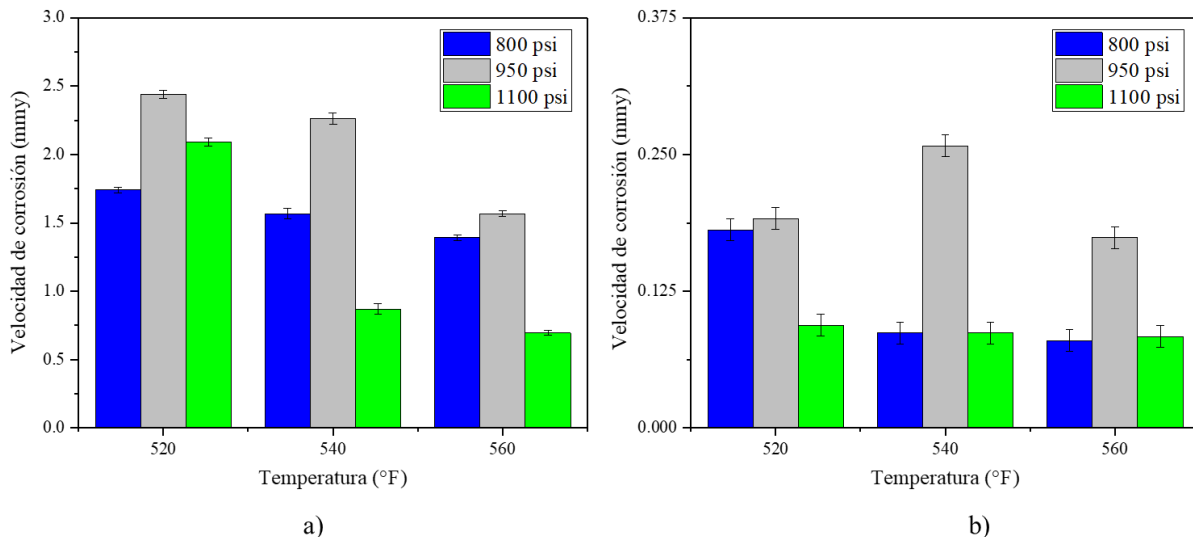 3.0
2.5
2.0
1.5
1.0
0.5
0.0
Velocidad de corrosión (mmy)
800 psi
950 psi
1100 psi
520
540
560
Temperatura (°F)
a)
0.375
0.250
0.125
0.000
Velocidad de corrosión (mmy)
800 psi
950 psi
1100 psi
520
540
560
Temperatura (°F)
b)